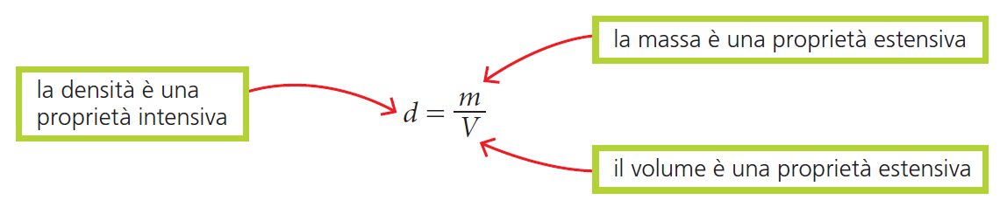 la massa è una proprietà estensiva
la densità è una
proprietà intensiva
d = m/V
il volume è una proprietà estensiva